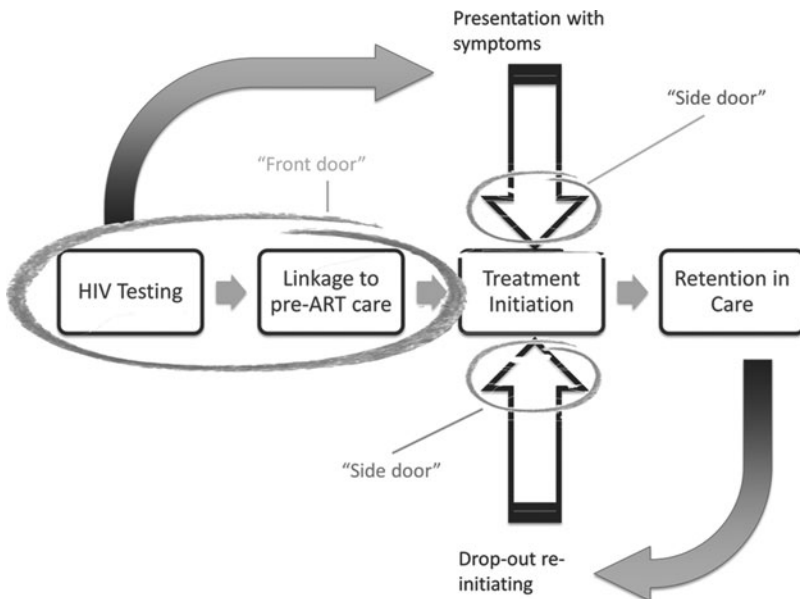 Presentation with
symptoms
“Side door”
“Front door”
HIV Testing
Linkage to
pre-ART care
Treatment
Initiation
Retention in
Care
“Side door”
Drop-out re-
initiating